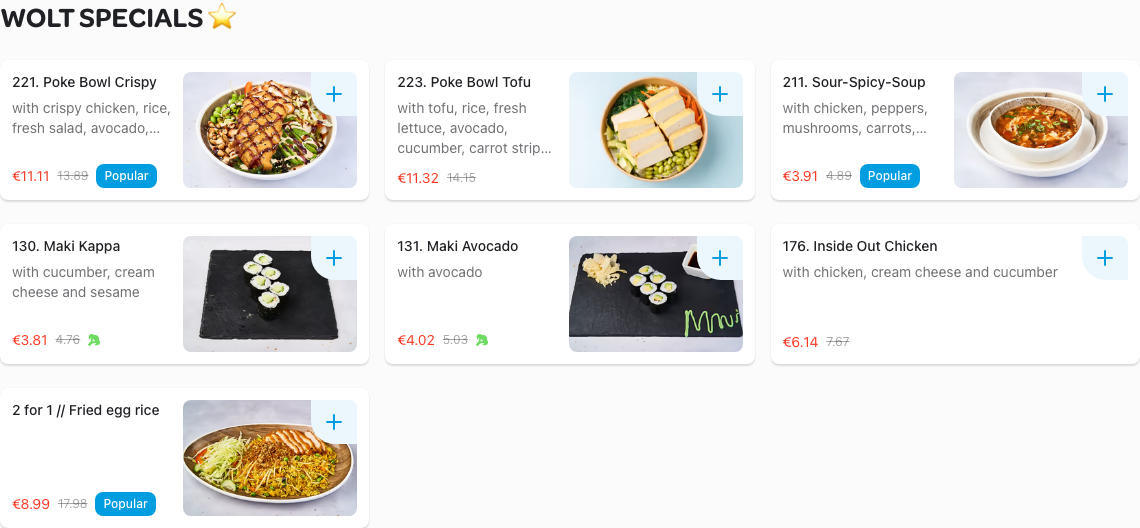 WOLT SPECIALS ⭐
221. Poke Bowl Crispy
with crispy chicken, rice,
fresh salad, avocado,...
€11.11 13.89 Popular
223. Poke Bowl Tofu
with tofu, rice, fresh
lettuce, avocado,
cucumber, carrot strip...
€11.32 14.15
211. Sour-Spicy-Soup
with chicken, peppers,
mushrooms, carrots,...
€3.91 4.89 Popular
130. Maki Kappa
with cucumber, cream
cheese and sesame
€3.81 4.76
131. Maki Avocado
with avocado
€4.02 5.03
176. Inside Out Chicken
with chicken, cream cheese and cucumber
€6.14 7.67
2 for 1 // Fried egg rice
€8.99 17.98 Popular